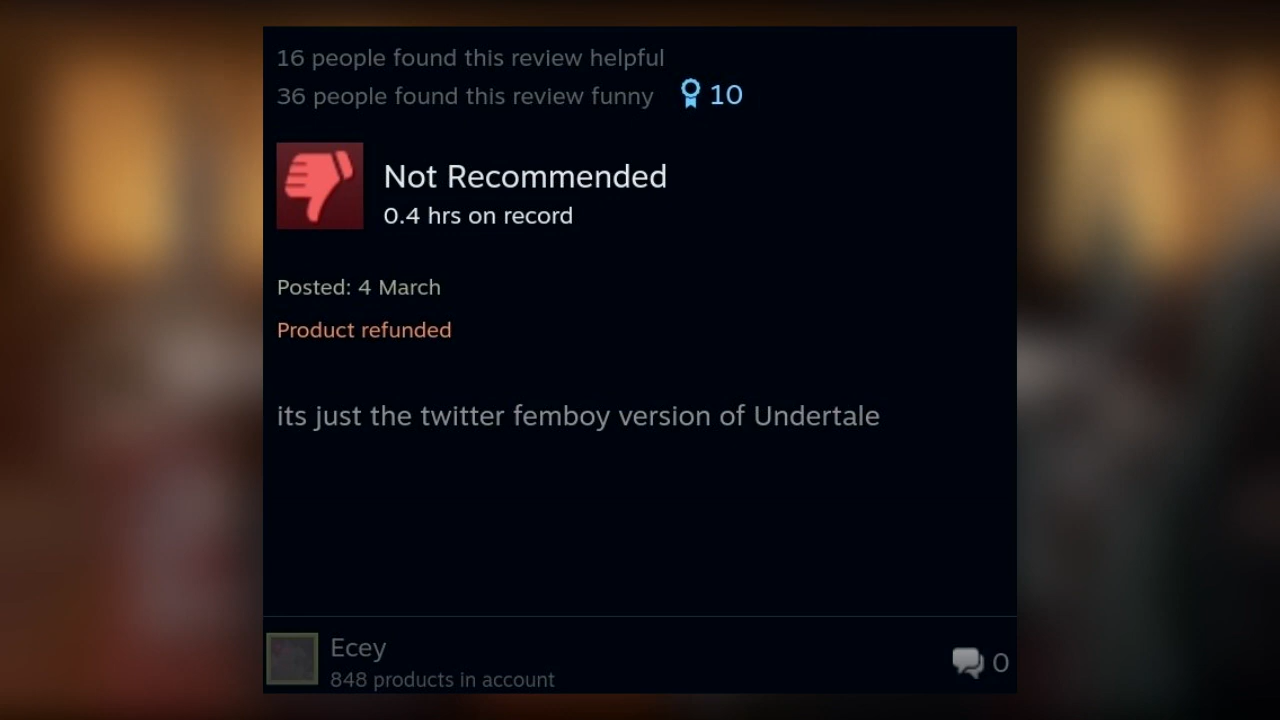 16 people found this review helpful
36 people found this review funny 10
Not Recommended
0.4 hrs on record
Posted: 4 March
Product refunded
its just the twitter femboy version of Undertale
Ecey
848 products in account
0